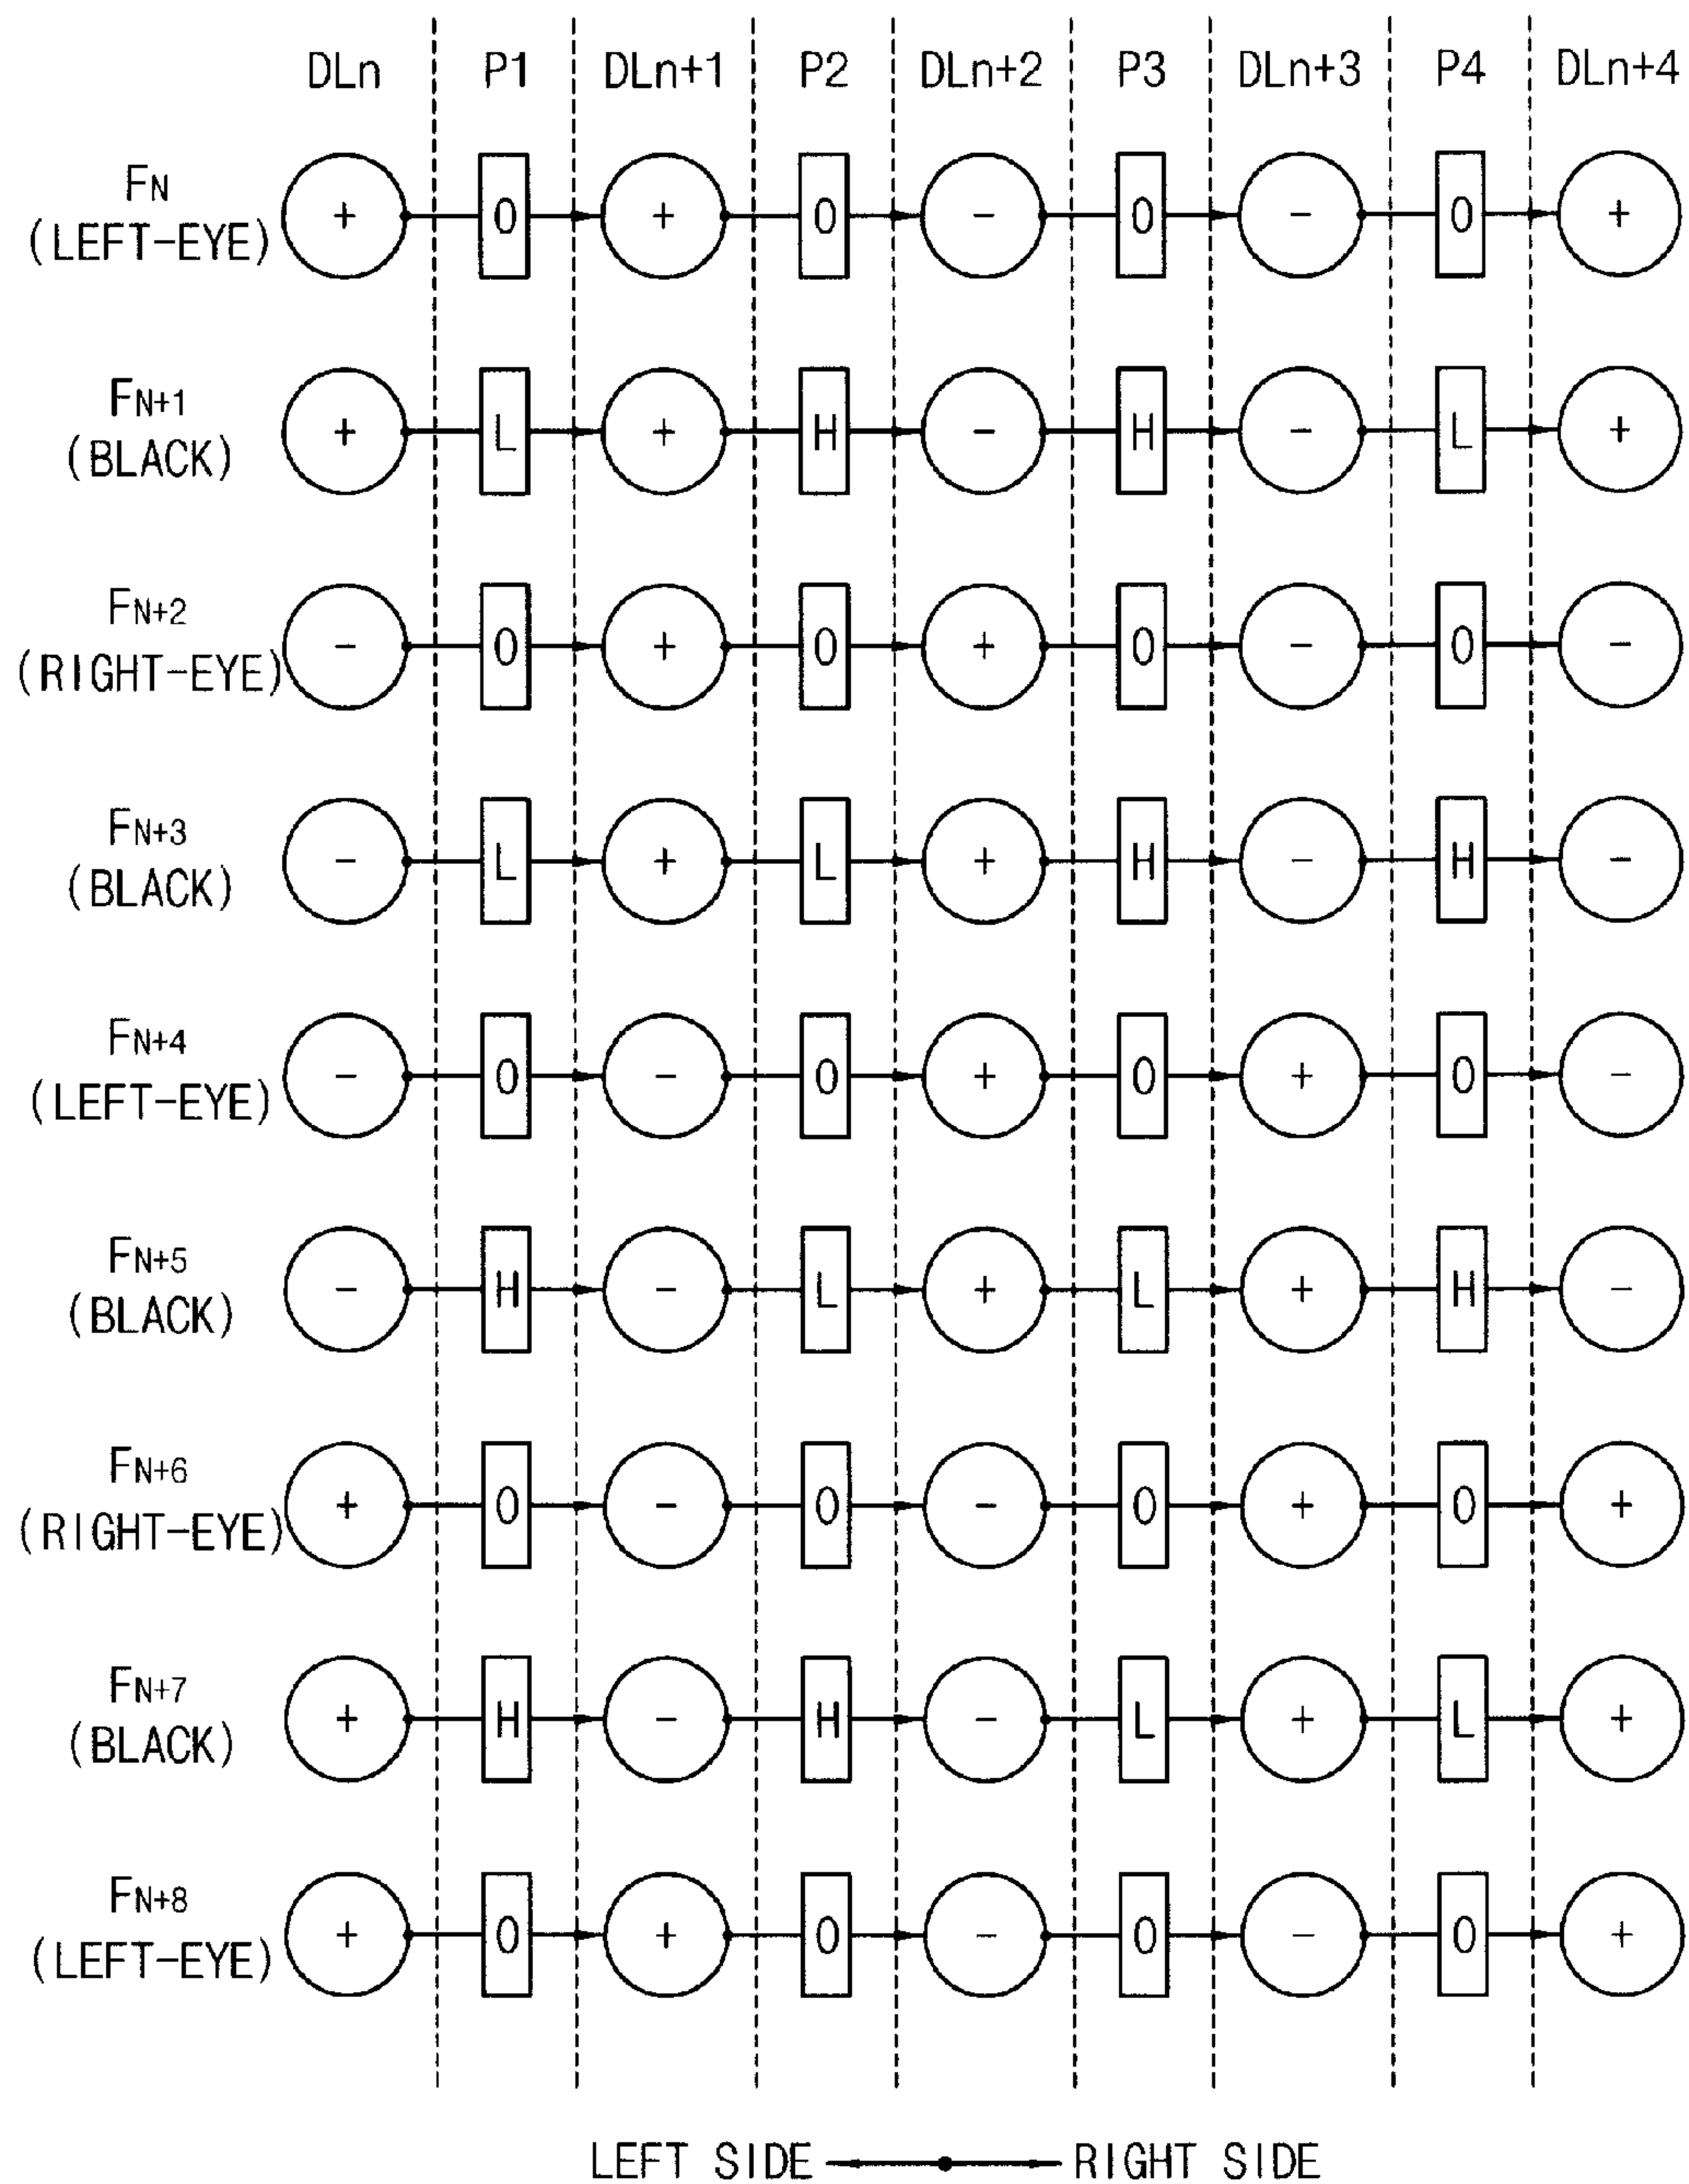 DLn P1 DLn+1 P2 DLn+2 P3 DLn+3 P4 DLn+4
FN
(LEFT-EYE) + 0 + 0 - 0 - 0 +
FN+1
(BLACK) + L + H - H - L +
FN+2
(RIGHT-EYE) - 0 + 0 + 0 - 0 -
FN+3
(BLACK) - L + L + H - H -
FN+4
(LEFT-EYE) - 0 - 0 + 0 + 0 -
FN+5
(BLACK) - H - L + L + H -
FN+6
(RIGHT-EYE) + 0 - 0 - 0 + 0 +
FN+7
(BLACK) + H - H - L + L +
FN+8
(LEFT-EYE) + 0 + 0 - 0 - 0 +
LEFT SIDE RIGHT SIDE